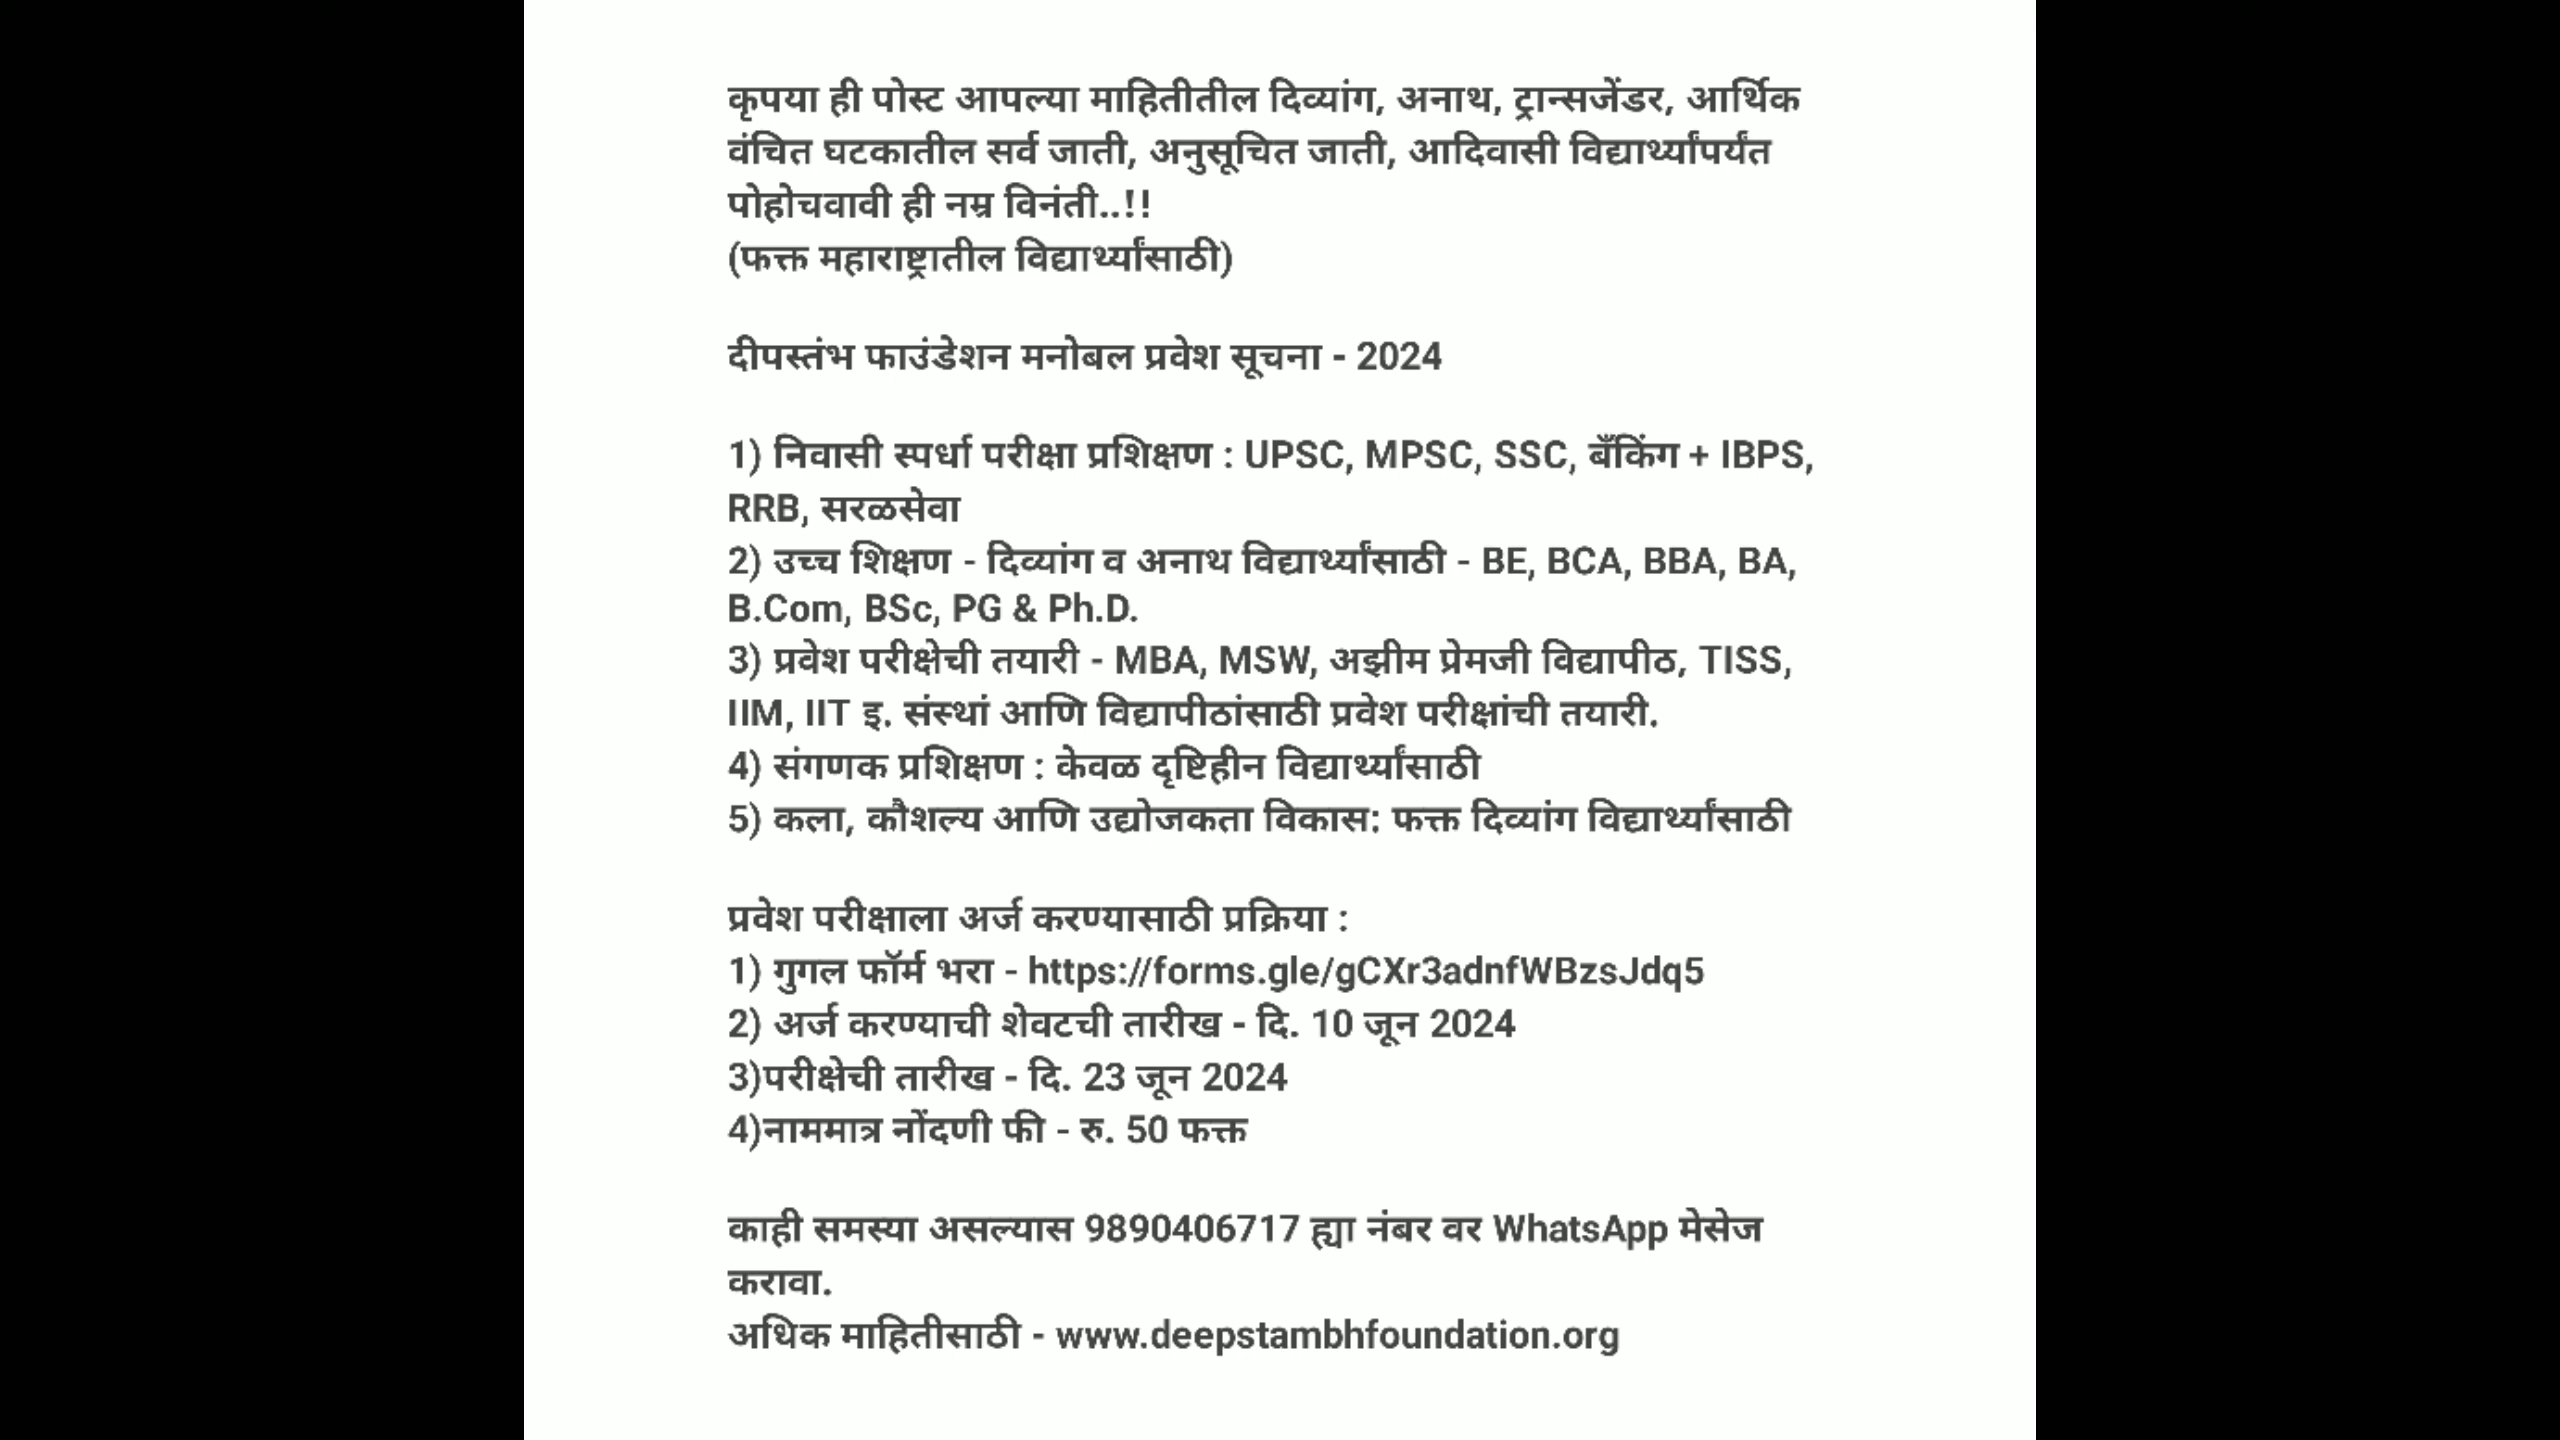 कृपया ही पोस्ट आपल्या माहितीतील दिव्यांग, अनाथ, ट्रान्सजेंडर, आर्थिक
वंचित घटकातील सर्व जाती, अनुसूचित जाती, आदिवासी विद्यार्थ्यांपर्यंत
पोहोचवावी ही नम्र विनंती..!!
(फक्त महाराष्ट्रातील विद्यार्थ्यांसाठी)
दीपस्तंभ फाउंडेशन मनोबल प्रवेश सूचना - 2024
1) निवासी स्पर्धा परीक्षा प्रशिक्षण : UPSC, MPSC, SSC, बँकिंग + IBPS,
RRB, सरळसेवा
2) उच्च शिक्षण - दिव्यांग व अनाथ विद्यार्थ्यांसाठी - BE, BCA, BBA, BA,
B.Com, BSc, PG & Ph.D.
3) प्रवेश परीक्षेची तयारी - MBA, MSW, अझीम प्रेमजी विद्यापीठ, TISS,
IIM, IIT इ. संस्थां आणि विद्यापीठांसाठी प्रवेश परीक्षांची तयारी.
4) संगणक प्रशिक्षण : केवळ दृष्टिहीन विद्यार्थ्यांसाठी
5) कला, कौशल्य आणि उद्योजकता विकास: फक्त दिव्यांग विद्यार्थ्यांसाठी
प्रवेश परीक्षाला अर्ज करण्यासाठी प्रक्रिया :
1) गुगल फॉर्म भरा - https://forms.gle/gCXr3adnfWBzsJdq5
2) अर्ज करण्याची शेवटची तारीख - दि. 10 जून 2024
3)परीक्षेची तारीख - दि. 23 जून 2024
4)नाममात्र नोंदणी फी - रु. 50 फक्त
काही समस्या असल्यास 9890406717 ह्या नंबर वर WhatsApp मेसेज
करावा.
अधिक माहितीसाठी - www.deepstambhfoundation.org